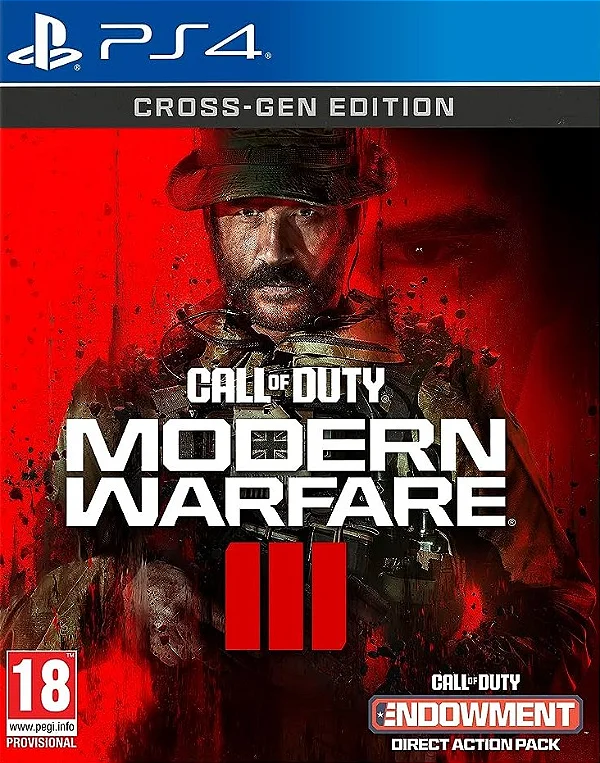 PS4
CROSS-GEN EDITION
CALL OF DUTY
MODERN
WARFARE
III
18
www.pegi.info
PROVISIONAL
CALL OF DUTY
ENDOWMENT
DIRECT ACTION PACK